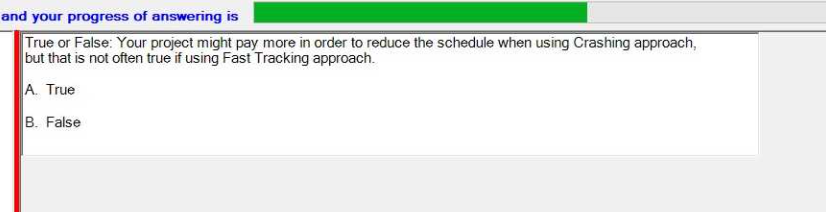 and your progress of answering is
True or False: Your project might pay more in order to reduce the schedule when using Crashing approach,
but that is not often true if using Fast Tracking approach.
A. True
B. False